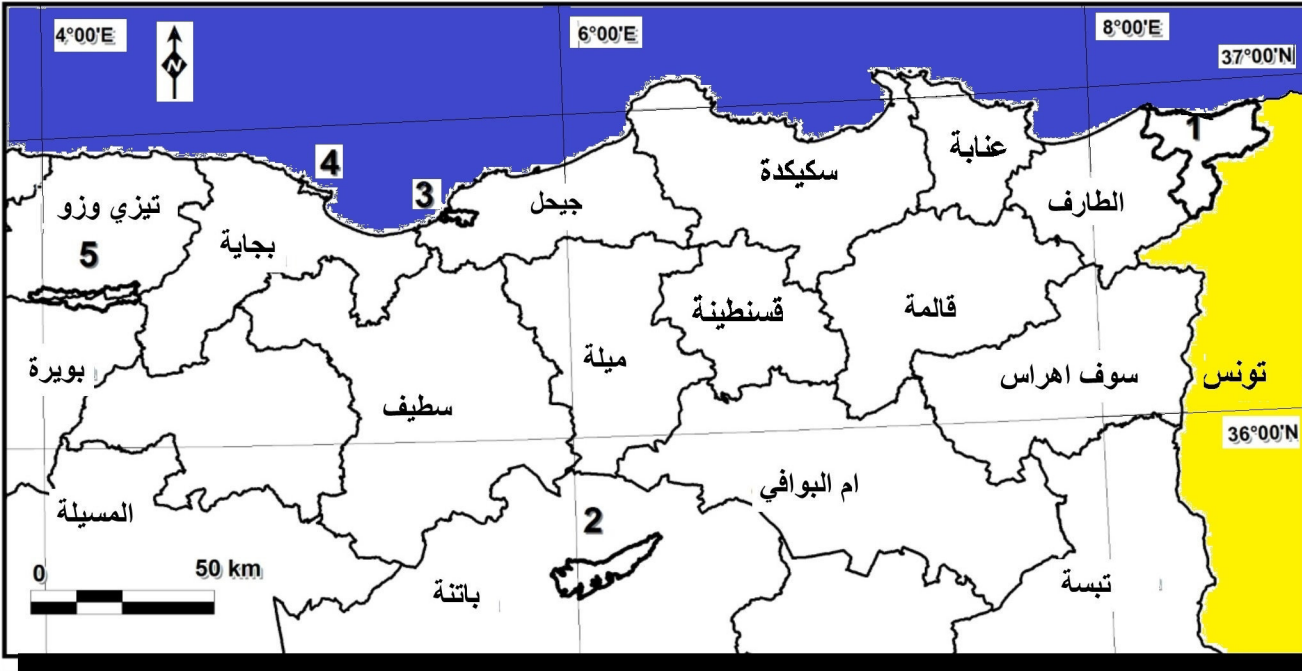 4°00'E
6°00'E
8°00'E
N
37°00'N
1
4
3
عنابة
سكيكدة
تيزي وزو
جيحل
الطارف
بجاية
5
قسنطينة
قالمة
ميلة
بويرة
سوف اهراس
تونس
سطيف
36°00'N
ام البوافي
المسيلة
2
0
50 km
باتنة
تبسة